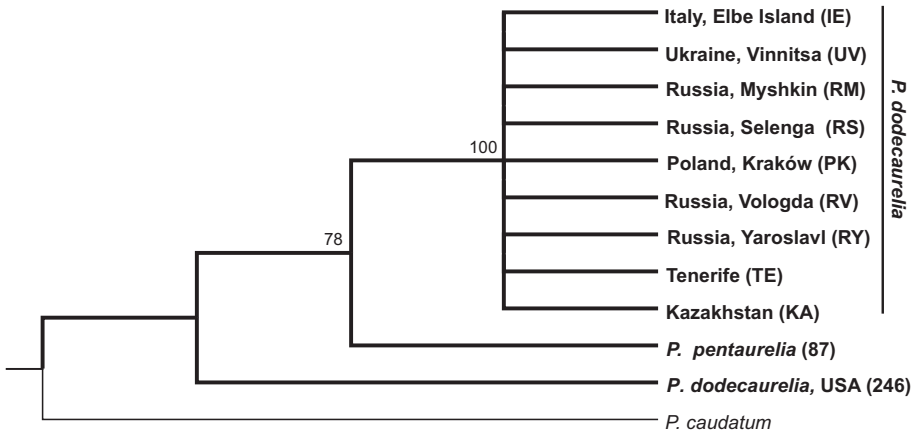 Italy, Elbe Island (IE)
Ukraine, Vinnitsa (UV)
Russia, Myshkin (RM)
Russia, Selenga (RS)
100
Poland, Kraków (PK)
Russia, Vologda (RV)
78
Russia, Yaroslavl (RY)
Tenerife (TE)
Kazakhstan (KA)
P. dodecaurelia
P. pentaurelia (87)
P. dodecaurelia, USA (246)
P. caudatum